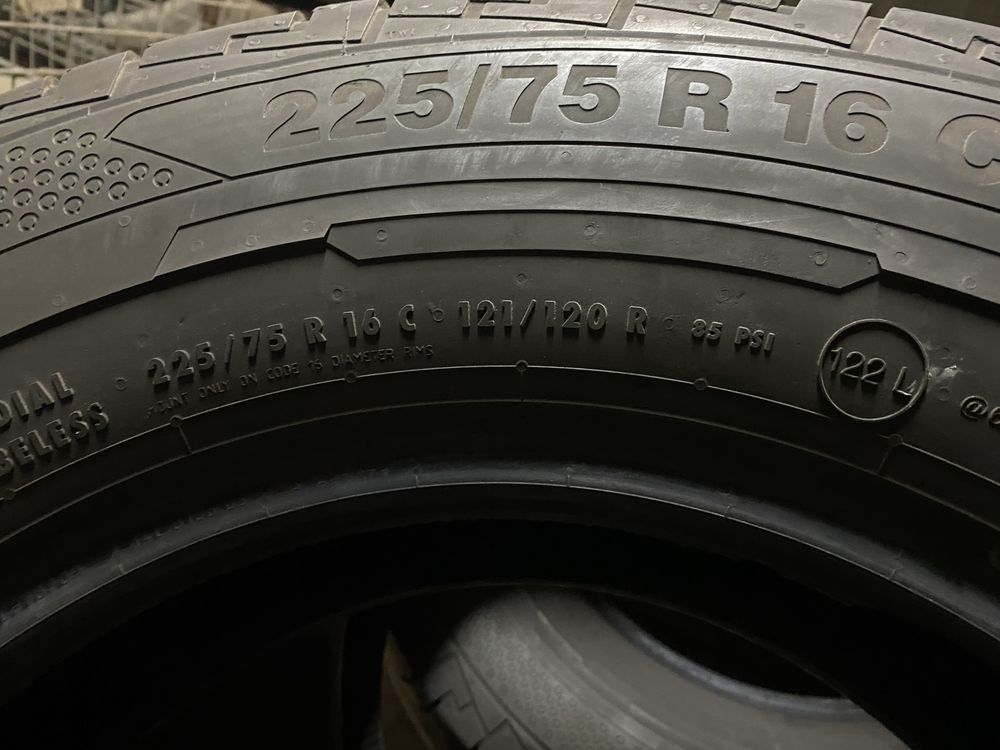 225/75 R 16 C
225/75 R 16 C 121/120 R 85 PSI
MOUNT ONLY ON CODE 16 DIAMETER RIMS
122 L
DIAL
BELESS